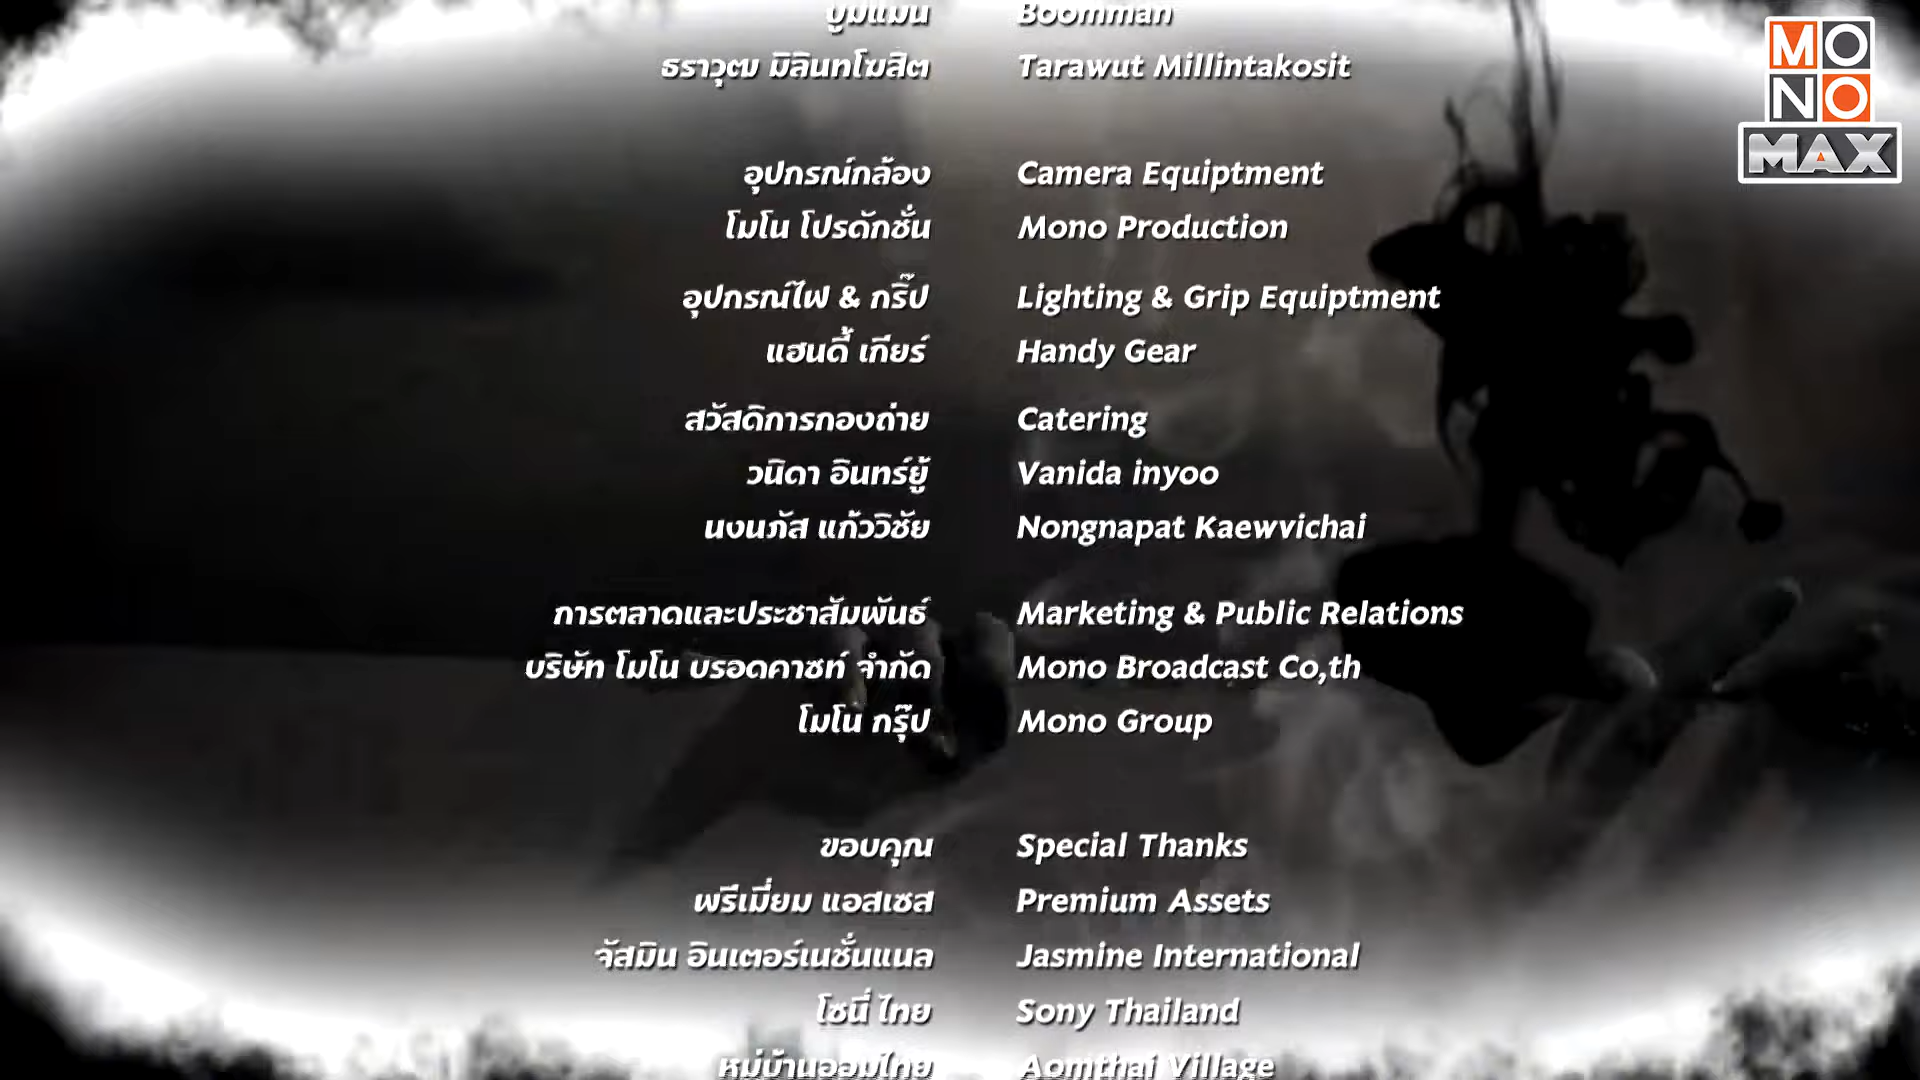 บูมแมน Boomman
ธราวุฒ มิลินทโฆสิต Tarawut Millintakosit
อุปกรณ์กล้อง Camera Equiptment
โมโน โปรดักชั่น Mono Production
อุปกรณ์ไฟ & กริ๊ป Lighting & Grip Equiptment
แฮนดี้ เกียร์ Handy Gear
สวัสดิการกองถ่าย Catering
วนิดา อินทร์ยู้ Vanida inyoo
นงนภัส แก้ววิชัย Nongnapat Kaewvichai
การตลาดและประชาสัมพันธ์ Marketing & Public Relations
บริษัท โมโน บรอดคาซท์ จำกัด Mono Broadcast Co,th
โมโน กรุ๊ป Mono Group
ขอบคุณ Special Thanks
พรีเมี่ยม แอสเซส Premium Assets
จัสมิน อินเตอร์เนชั่นแนล Jasmine International
โซนี่ ไทย Sony Thailand
หมู่บ้านออมไทย Aomthai Village
MONO
MAX